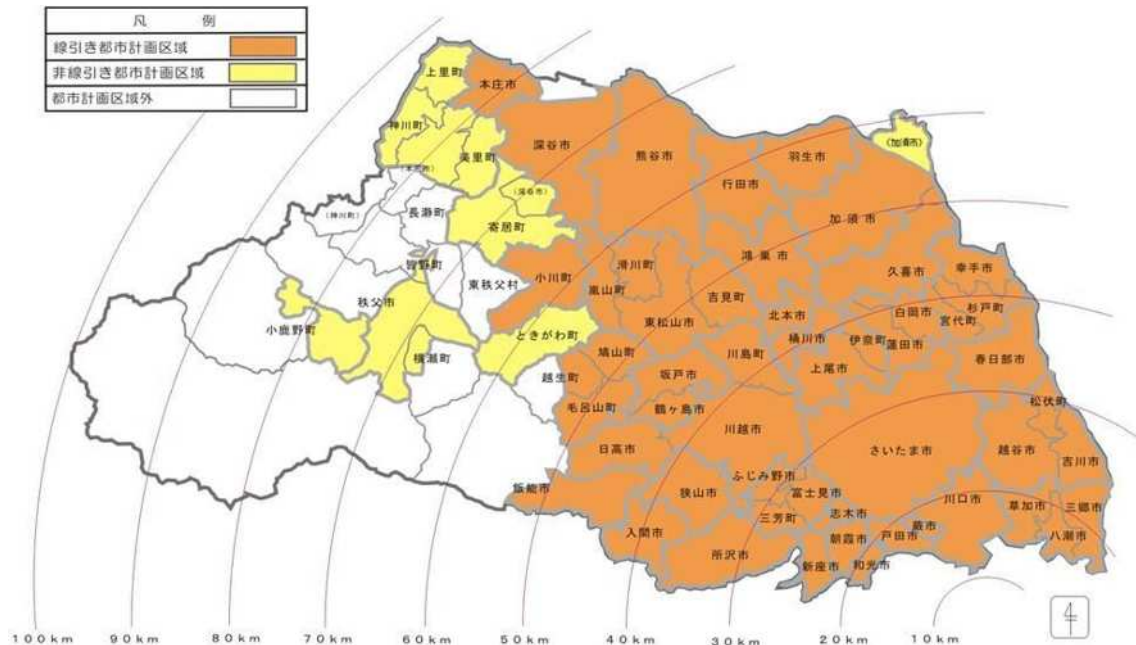 凡 例
線引き都市計画区域
非線引き都市計画区域
都市計画区域外
上里町
本庄市
神川町
美里町
深谷市
熊谷市
羽生市
(加須市)
行田市
(本庄市)
(深谷市)
(神川町)
長瀞町
寄居町
加須市
鴻巣市
皆野町
東秩父村
小川町
滑川町
嵐山町
吉見町
久喜市
幸手市
秩父市
小鹿野町
横瀬町
ときがわ町
東松山市
北本市
桶川市
伊奈町
白岡市
杉戸町
宮代町
蓮田市
鳩山町
川島町
上尾市
春日部市
越生町
坂戸市
毛呂山町
鶴ヶ島市
川越市
松伏町
日高市
さいたま市
越谷市
吉川市
飯能市
狭山市
ふじみ野市
富士見市
川口市
入間市
三芳町
志木市
蕨市
草加市
三郷市
所沢市
朝霞市
戸田市
八潮市
新座市
和光市
100km 90km 80km 70km 60km 50km 40km 30km 20km 10km